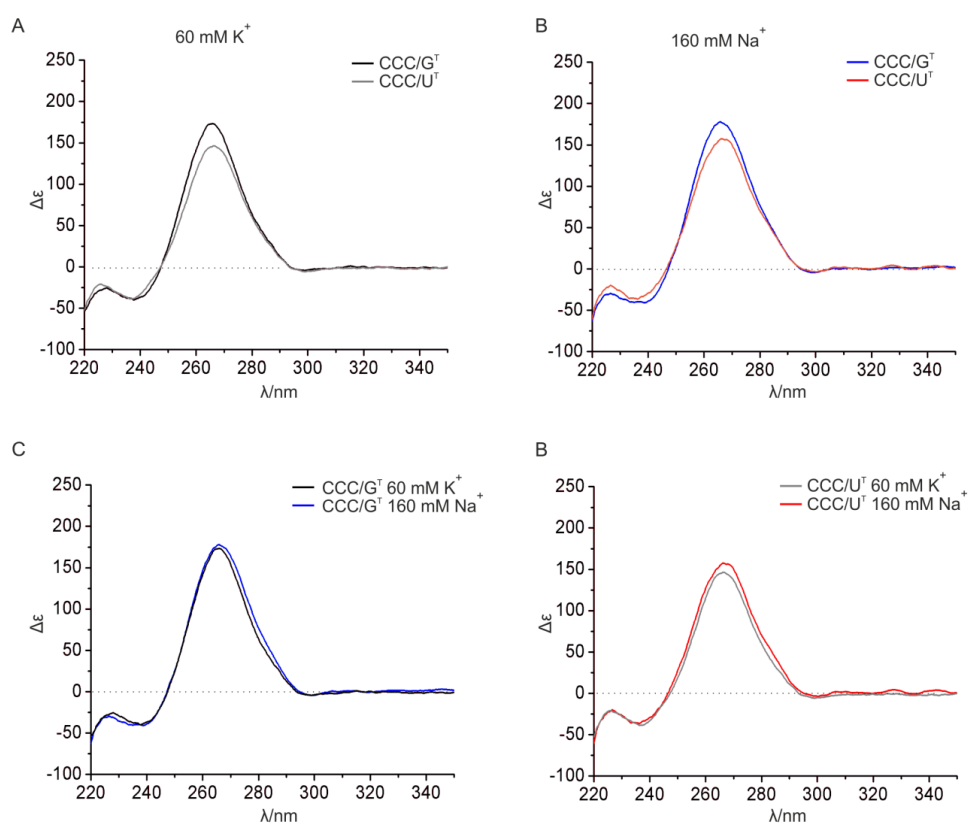 A
60 mM K⁺
CCC/Gᵀ
CCC/Uᵀ
250
200
150
100
50
0
-50
-100
Δε
220 240 260 280 300 320 340
λ/nm
B
160 mM Na⁺
CCC/Gᵀ
CCC/Uᵀ
250
200
150
100
50
0
-50
-100
Δε
220 240 260 280 300 320 340
λ/nm
C
CCC/Gᵀ 60 mM K⁺
CCC/Gᵀ 160 mM Na⁺
250
200
150
100
50
0
-50
-100
Δε
220 240 260 280 300 320 340
λ/nm
B
CCC/Uᵀ 60 mM K⁺
CCC/Uᵀ 160 mM Na⁺
250
200
150
100
50
0
-50
-100
Δε
220 240 260 280 300 320 340
λ/nm